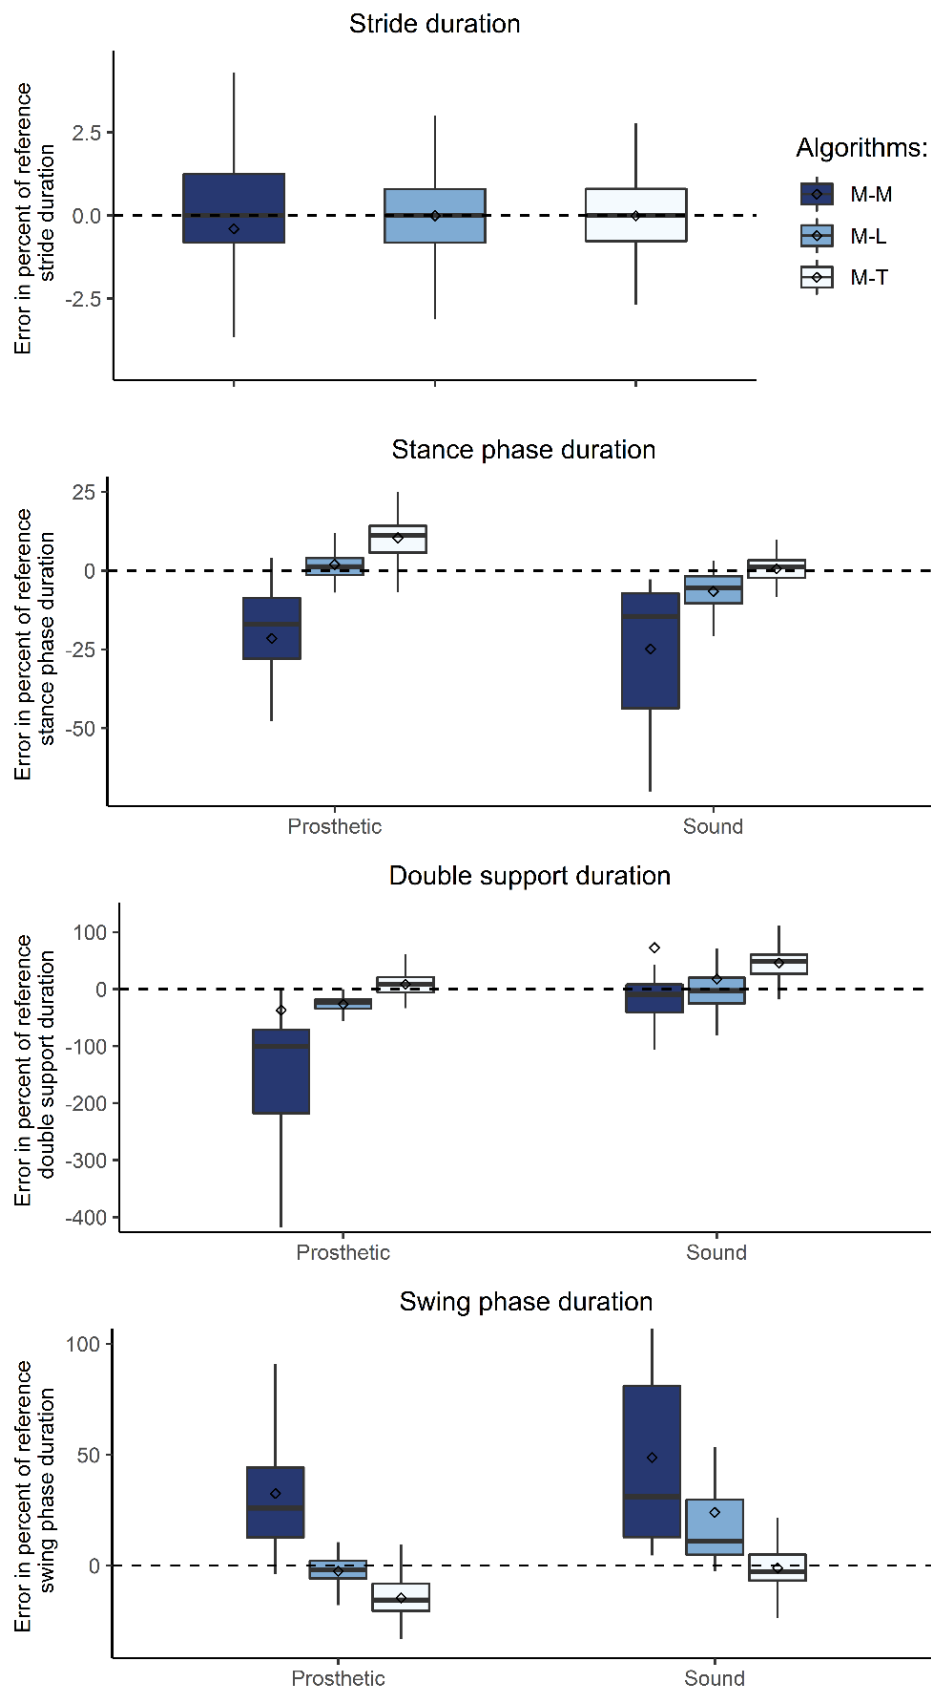 Stride duration
Error in percent of reference
stride duration
2.5
0.0
-2.5
Algorithms:
M-M
M-L
M-T
Stance phase duration
Error in percent of reference
stance phase duration
25
0
-25
-50
Prosthetic
Sound
Double support duration
Error in percent of reference
double support duration
100
0
-100
-200
-300
-400
Prosthetic
Sound
Swing phase duration
Error in percent of reference
swing phase duration
100
50
0
Prosthetic
Sound